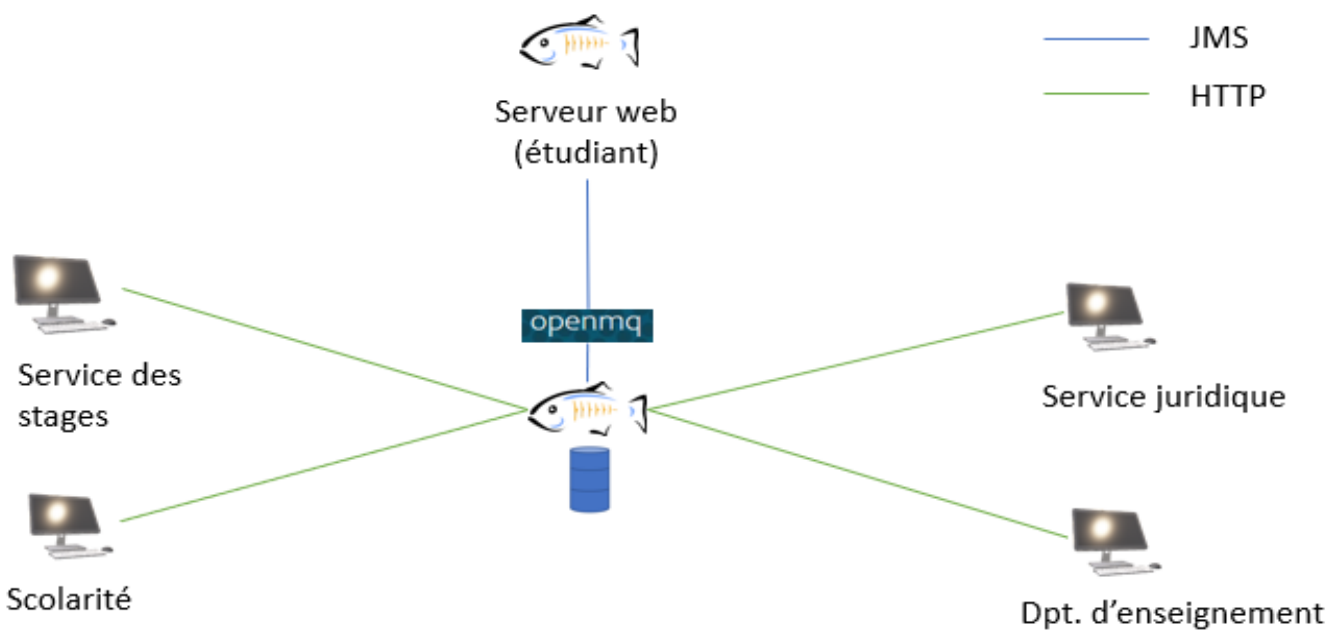 JMS
HTTP
Serveur web
(étudiant)
openmq
Service des
stages
Service juridique
Scolarité
Dpt. d'enseignement